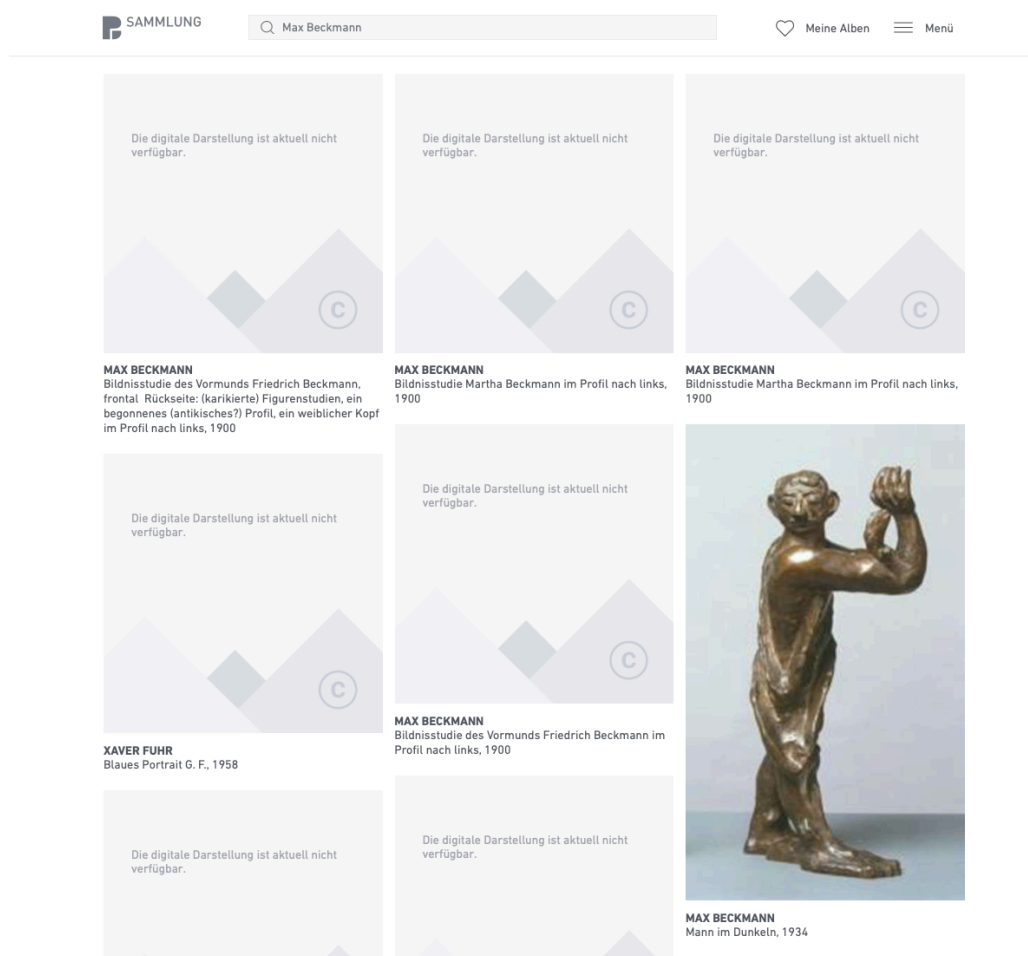 SAMMLUNG
Max Beckmann
Meine Alben
Menü
Die digitale Darstellung ist aktuell nicht
verfügbar.
C
MAX BECKMANN
Bildnisstudie des Vormunds Friedrich Beckmann,
frontal Rückseite: (karikierte) Figurenstudien, ein
begonnenes (antikisches?) Profil, ein weiblicher Kopf
im Profil nach links, 1900
Die digitale Darstellung ist aktuell nicht
verfügbar.
C
MAX BECKMANN
Bildnisstudie Martha Beckmann im Profil nach links,
1900
Die digitale Darstellung ist aktuell nicht
verfügbar.
C
MAX BECKMANN
Bildnisstudie Martha Beckmann im Profil nach links,
1900
Die digitale Darstellung ist aktuell nicht
verfügbar.
C
XAVER FUHR
Blaues Portrait G. F., 1958
Die digitale Darstellung ist aktuell nicht
verfügbar.
C
MAX BECKMANN
Bildnisstudie des Vormunds Friedrich Beckmann im
Profil nach links, 1900
MAX BECKMANN
Mann im Dunkeln, 1934
Die digitale Darstellung ist aktuell nicht
verfügbar.
Die digitale Darstellung ist aktuell nicht
verfügbar.